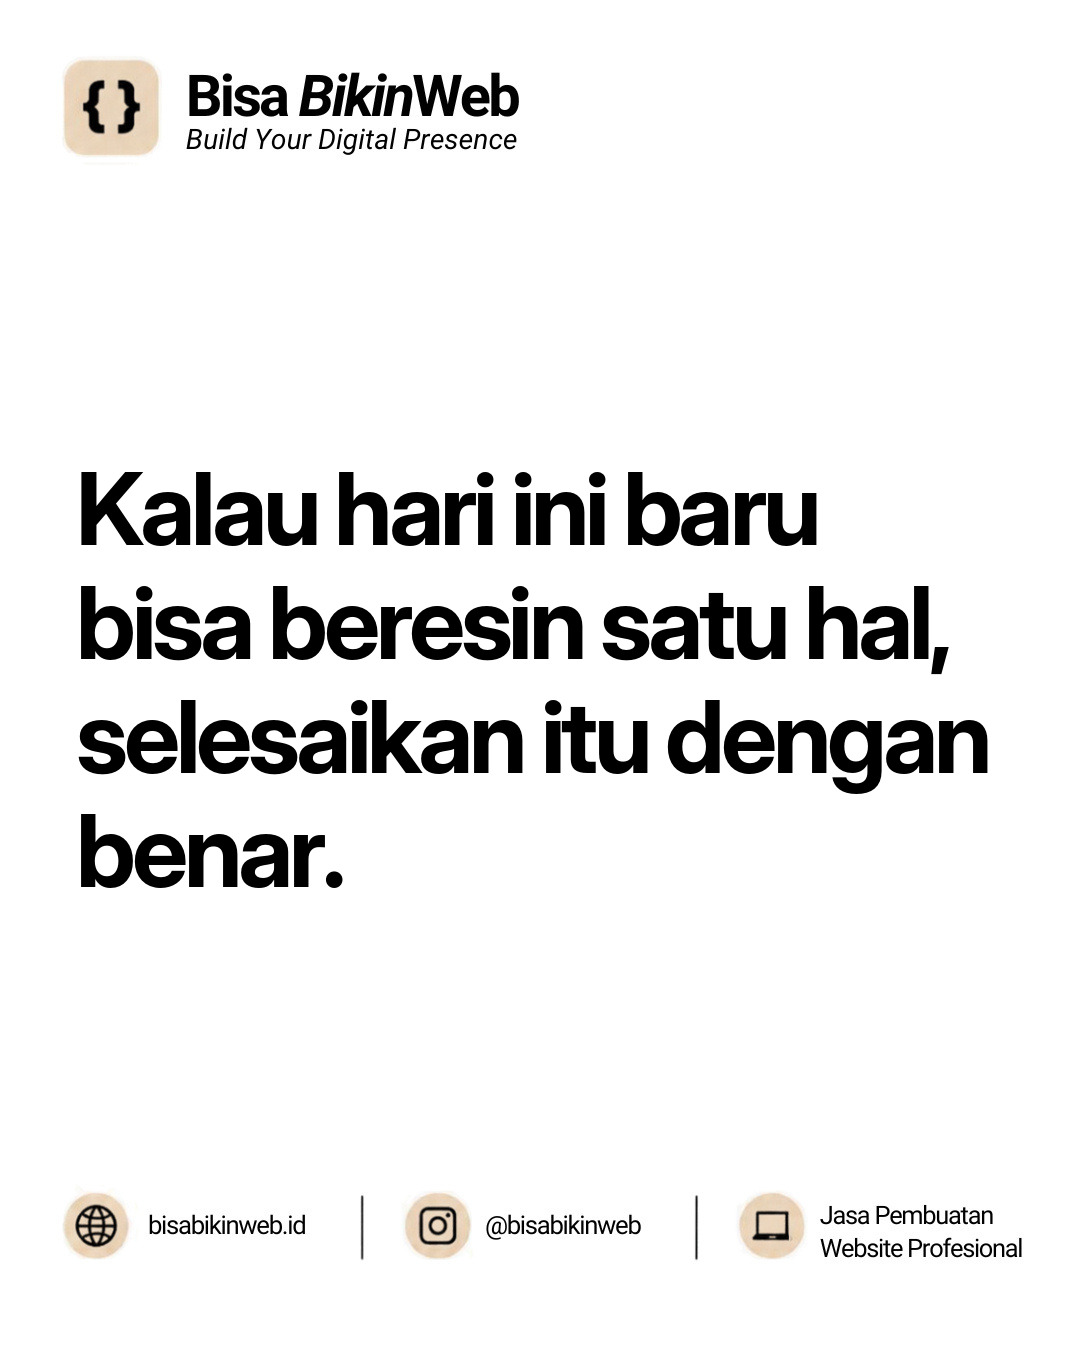 { }
Bisa BikinWeb
Build Your Digital Presence
Kalau hari ini baru
bisa beresin satu hal,
selesaikan itu dengan
benar.
bisabikinweb.id
@bisabikinweb
Jasa Pembuatan
Website Profesional